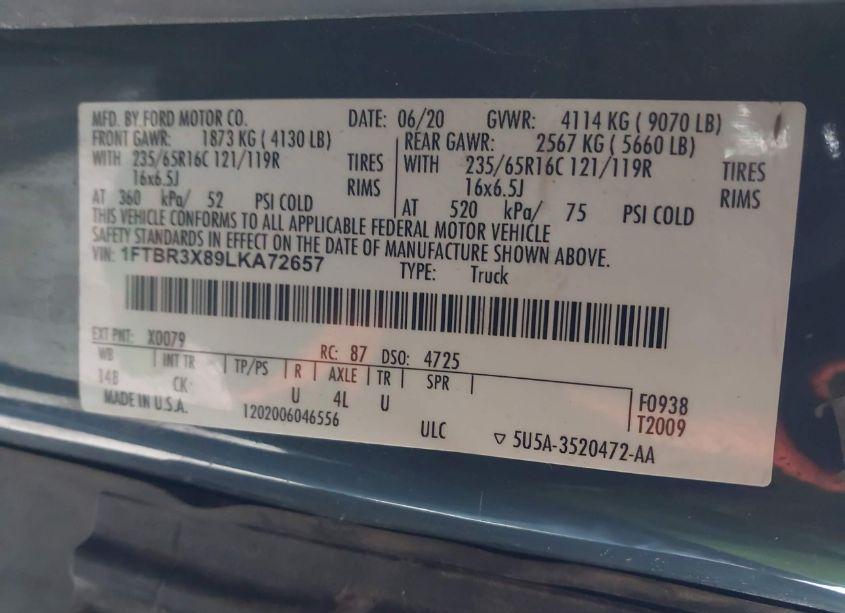 MFD. BY FORD MOTOR CO. DATE: 06/20 GVWR: 4114 KG ( 9070 LB)
FRONT GAWR: 1873 KG ( 4130 LB) REAR GAWR: 2567 KG ( 5660 LB)
WITH 235/65R16C 121/119R TIRES WITH 235/65R16C 121/119R TIRES
16x6.5J RIMS 16x6.5J RIMS
AT 360 kPa/ 52 PSI COLD AT 520 kPa/ 75 PSI COLD
THIS VEHICLE CONFORMS TO ALL APPLICABLE FEDERAL MOTOR VEHICLE
SAFETY STANDARDS IN EFFECT ON THE DATE OF MANUFACTURE SHOWN ABOVE.
VIN: 1FTBR3X89LKA72657 TYPE: Truck
EXT PNT: X0079 RC: 87 DSO: 4725
WB INT TR TP/PS R AXLE TR SPR
148 CK U 4L U F0938
MADE IN U.S.A. 1202006046556 ULC T2009
▽ 5U5A-3520472-AA